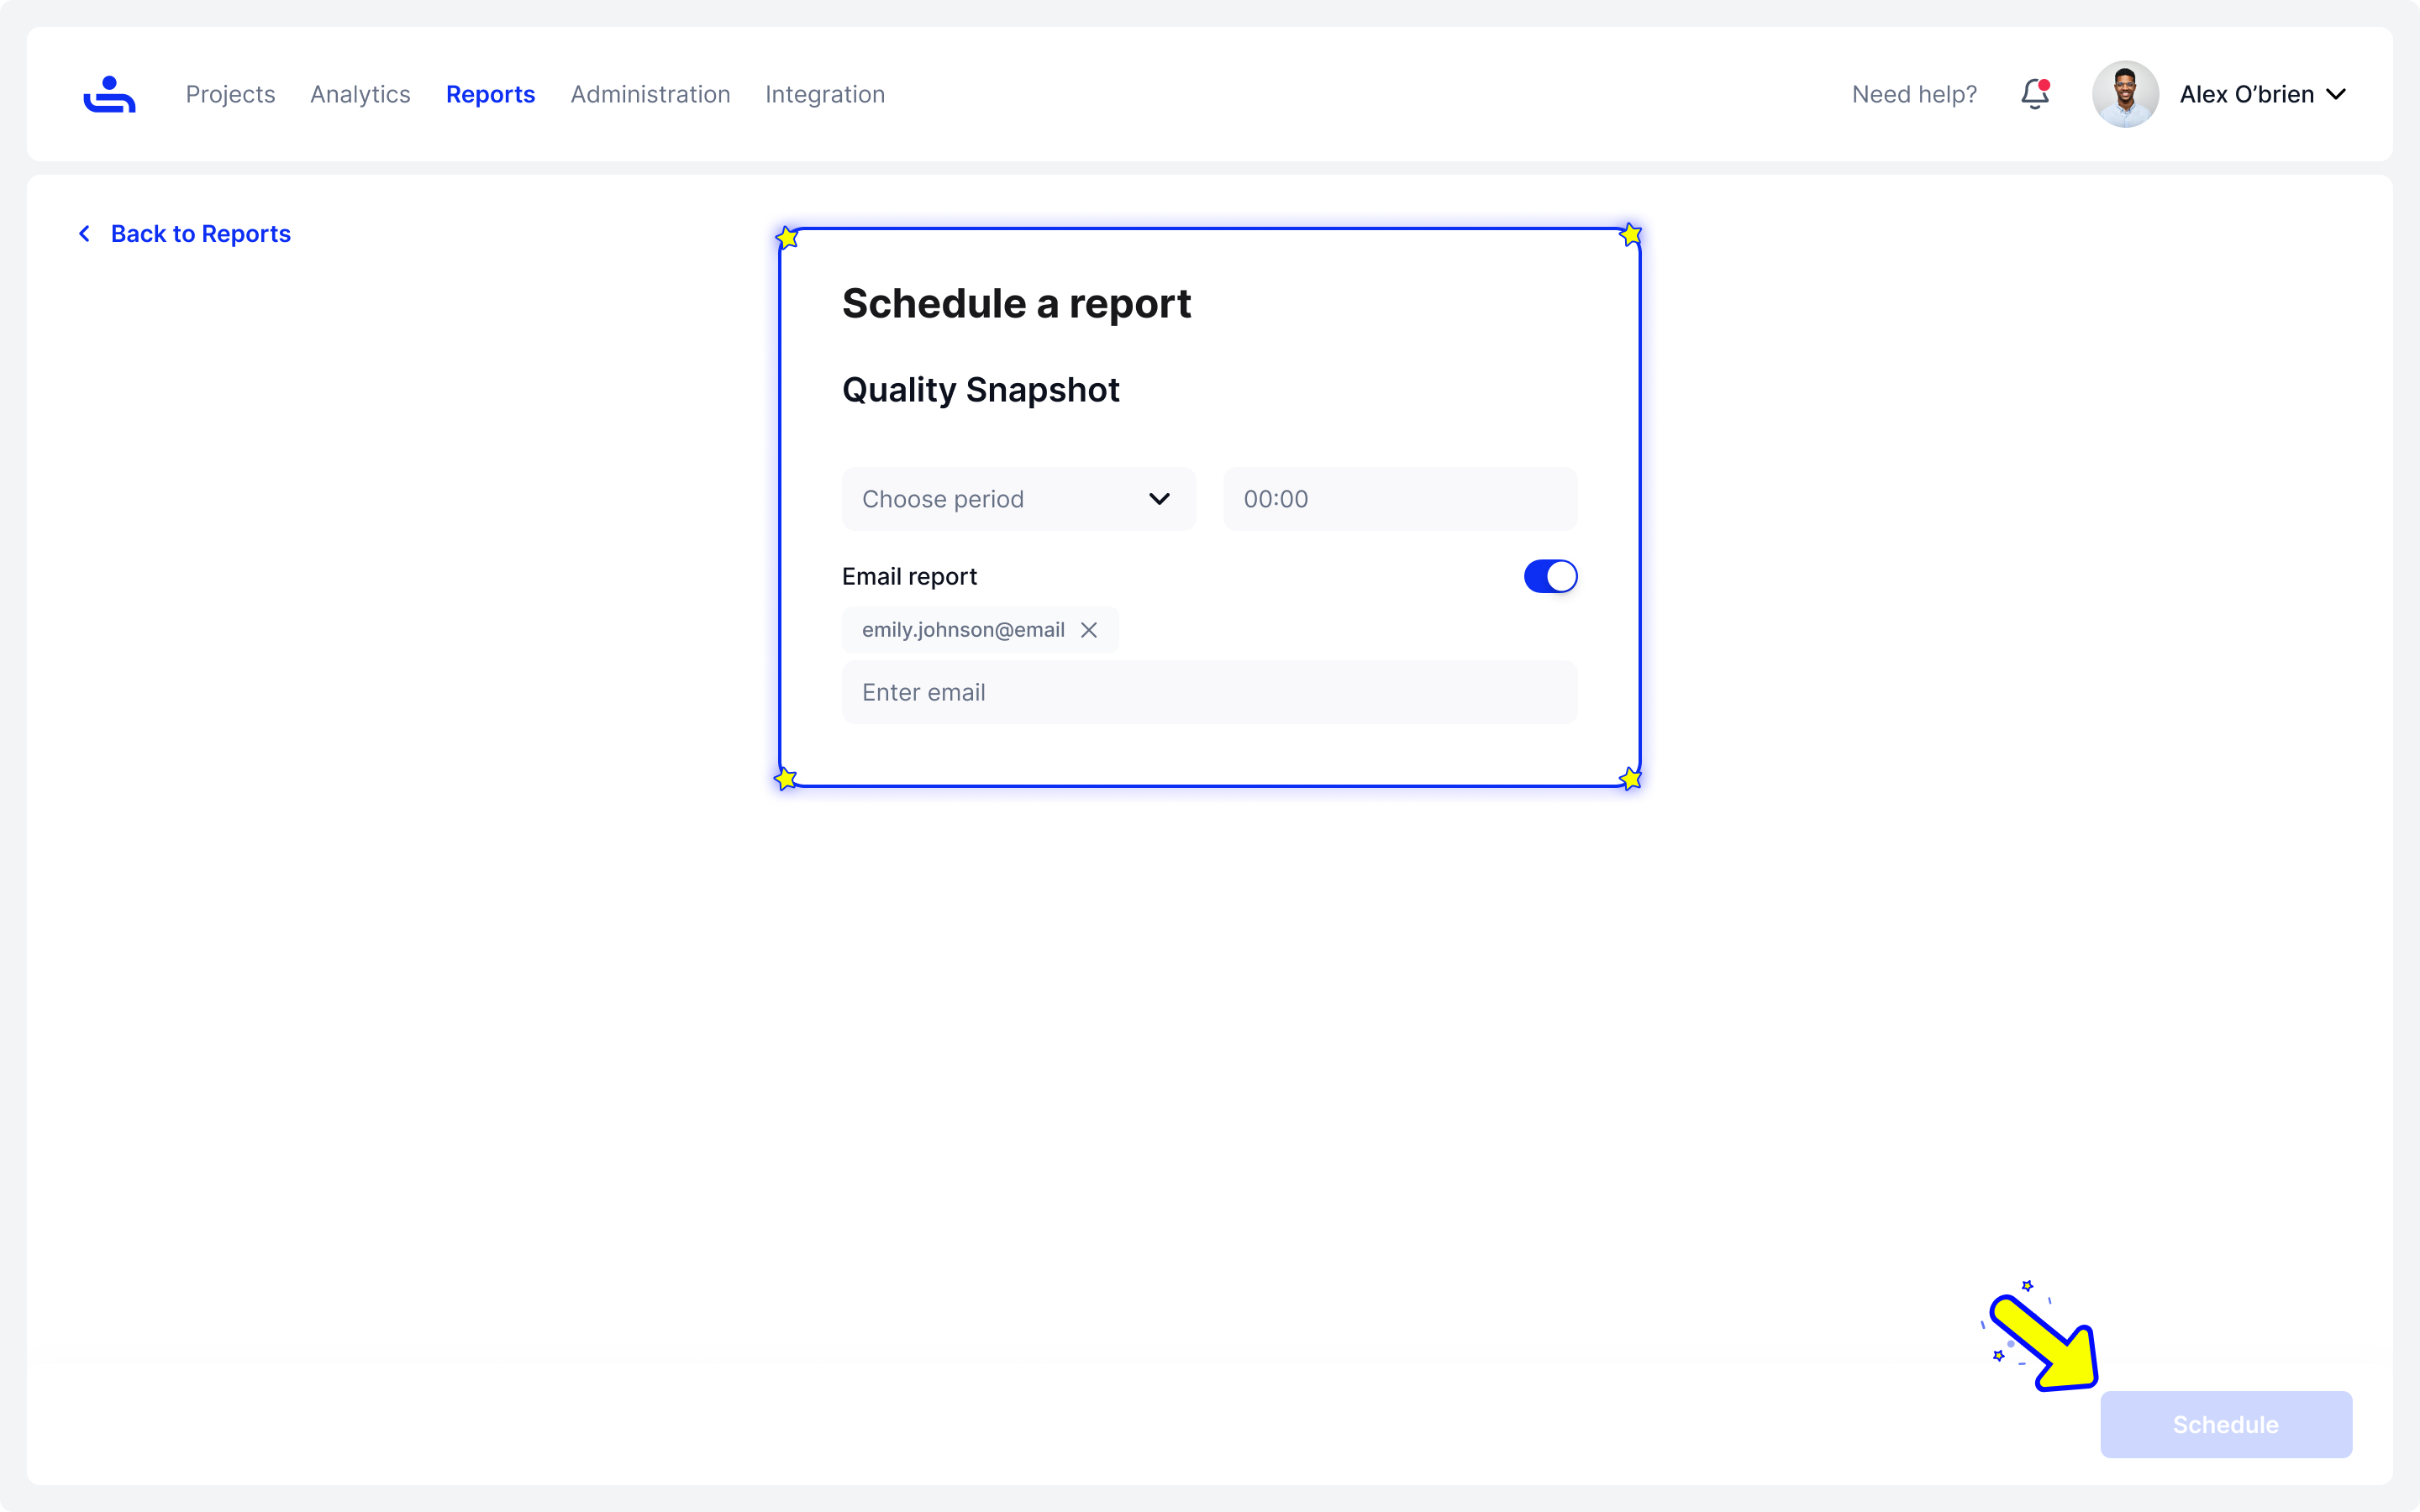 Projects Analytics Reports Administration Integration Need help? Alex O’brien
Back to Reports
Schedule a report
Quality Snapshot
Choose period 00:00
Email report
emily.johnson@email
Enter email
Schedule